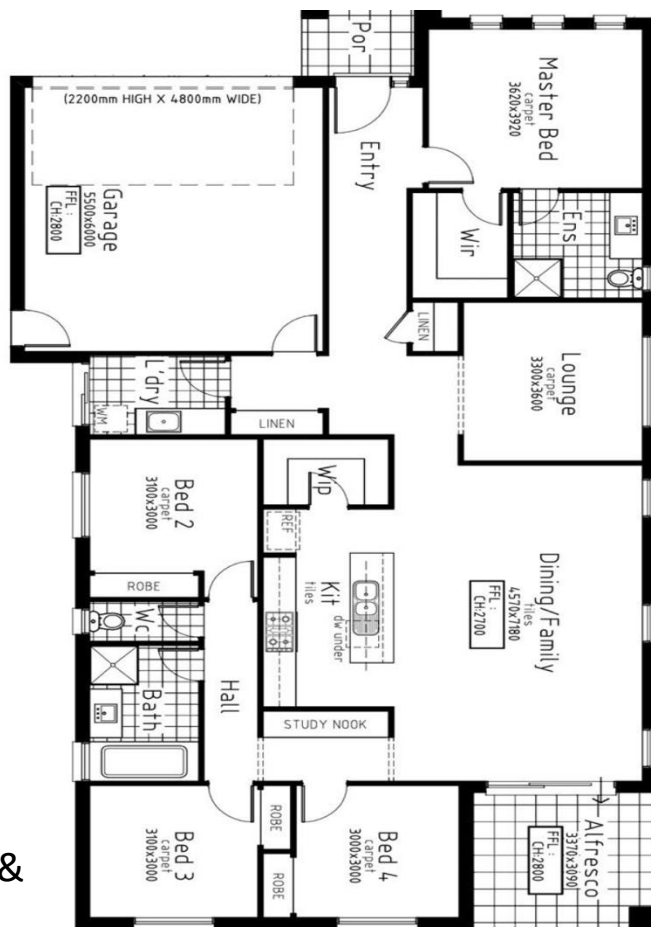 Por
(2200mm HIGH X 4800mm WIDE)
Master Bed
carpet
3620x3920
Entry
Garage
5500x6000
FFL :
CH:2800
Wir
Ens
LINEN
Lounge
carpet
3300x3600
L'dry
WM
LINEN
Wip
Bed 2
carpet
3100x3000
REF
ROBE
Kit
tiles
dw under
Dining/Family
tiles
4570x7180
FFL :
CH:2700
Wc
Bath
Hall
STUDY NOOK
Bed 3
carpet
3100x3000
ROBE
ROBE
Bed 4
carpet
3000x3000
Alfresco
3370x3090
FFL :
CH:2800
&